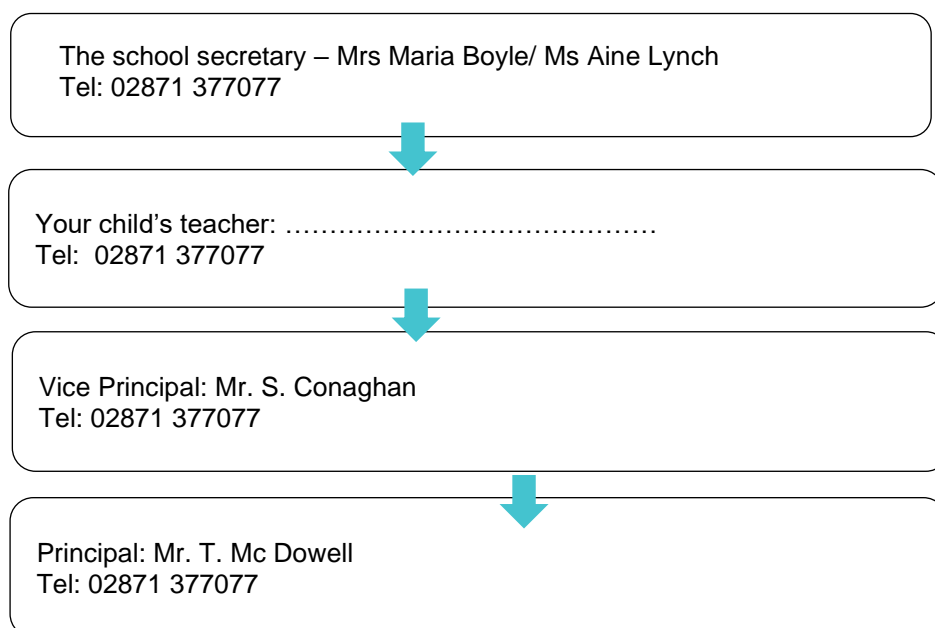 The school secretary – Mrs Maria Boyle/ Ms Aine Lynch
Tel: 02871 377077
Your child’s teacher: ……………………………………
Tel:  02871 377077
Vice Principal: Mr. S. Conaghan
Tel: 02871 377077
Principal: Mr. T. Mc Dowell
Tel: 02871 377077